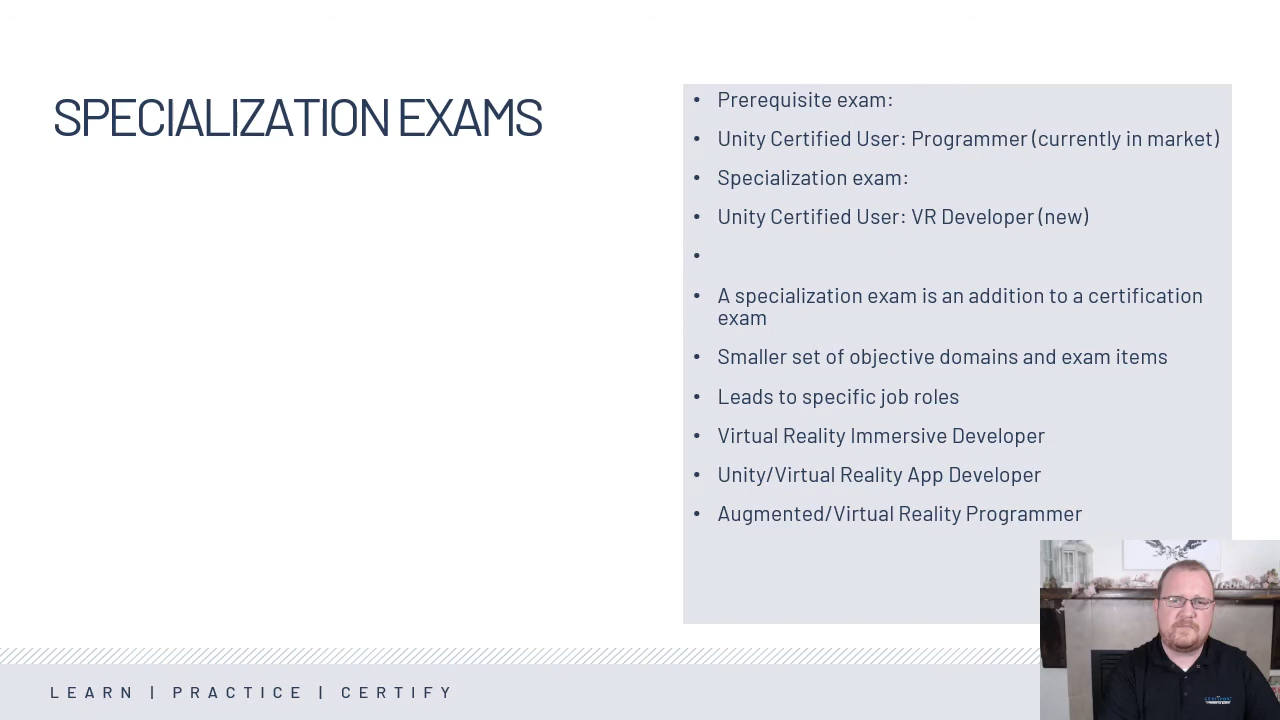 SPECIALIZATION EXAMS
• Prerequisite exam:
• Unity Certified User: Programmer (currently in market)
• Specialization exam:
• Unity Certified User: VR Developer (new)
•
• A specialization exam is an addition to a certification
exam
• Smaller set of objective domains and exam items
• Leads to specific job roles
• Virtual Reality Immersive Developer
• Unity/Virtual Reality App Developer
• Augmented/Virtual Reality Programmer
LEARN | PRACTICE | CERTIFY